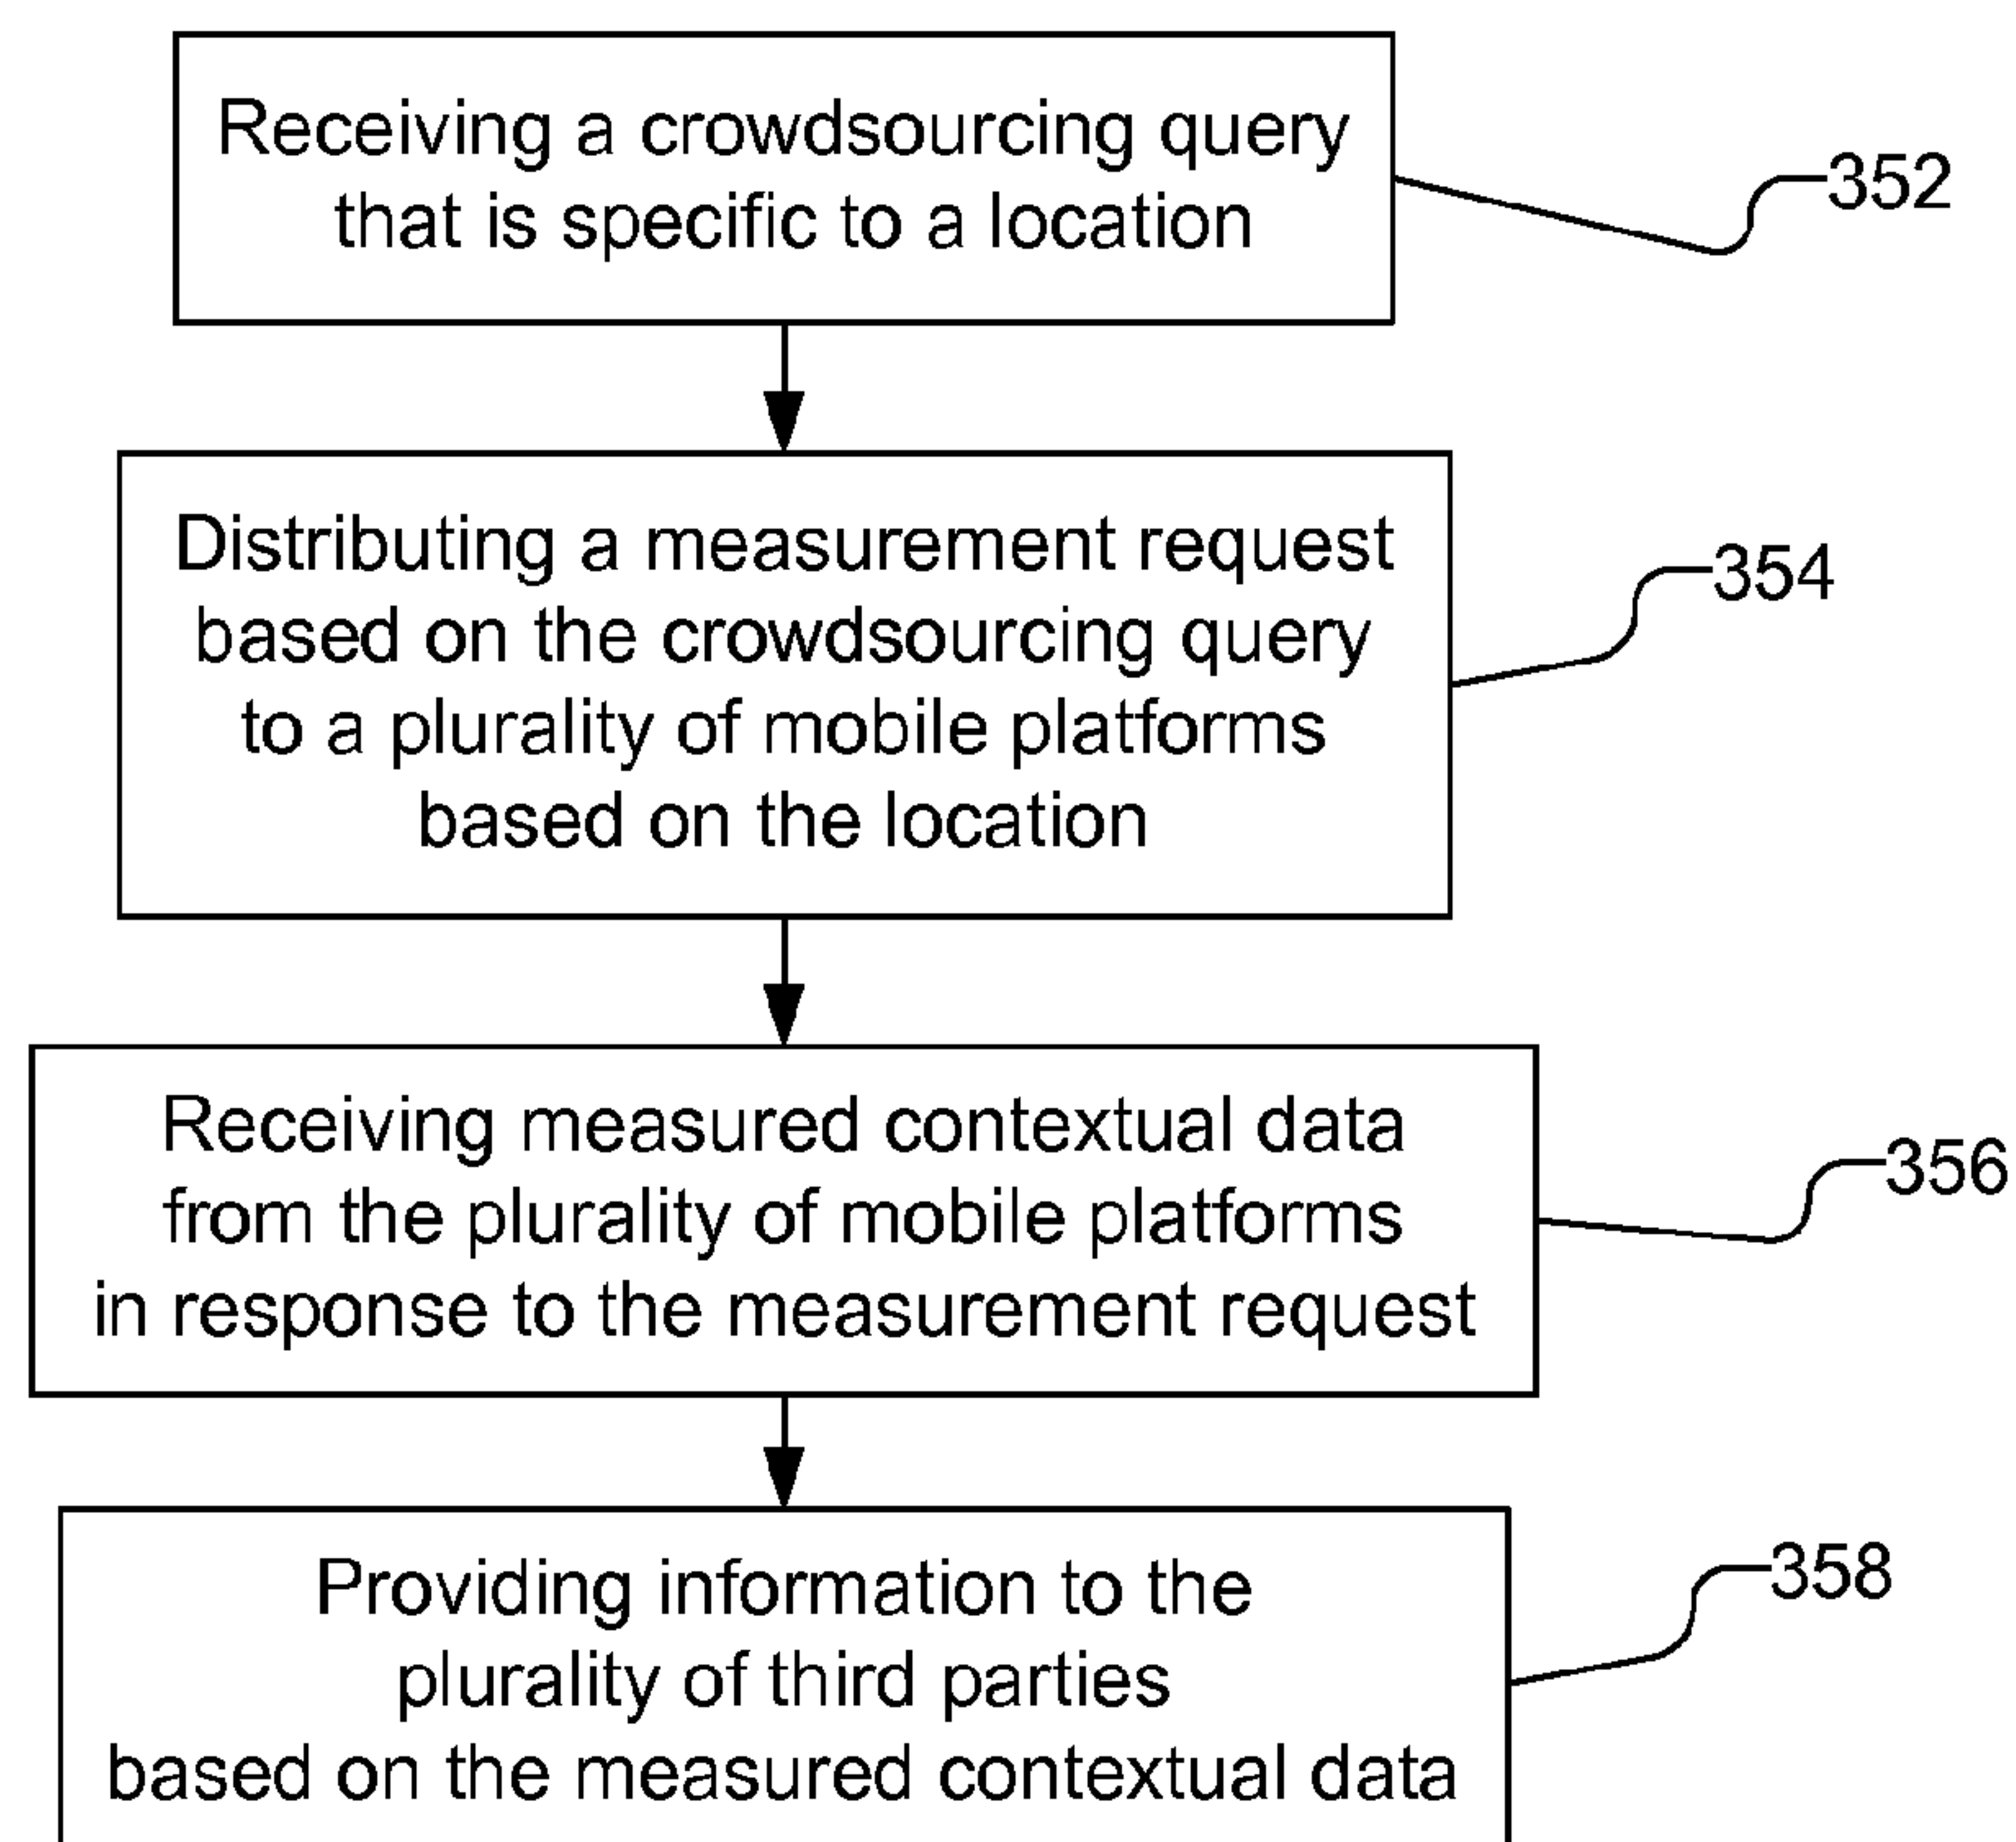 Receiving a crowdsourcing query
that is specific to a location
352
Distributing a measurement request
based on the crowdsourcing query
to a plurality of mobile platforms
based on the location
354
Receiving measured contextual data
from the plurality of mobile platforms
in response to the measurement request
356
Providing information to the
plurality of third parties
based on the measured contextual data
358